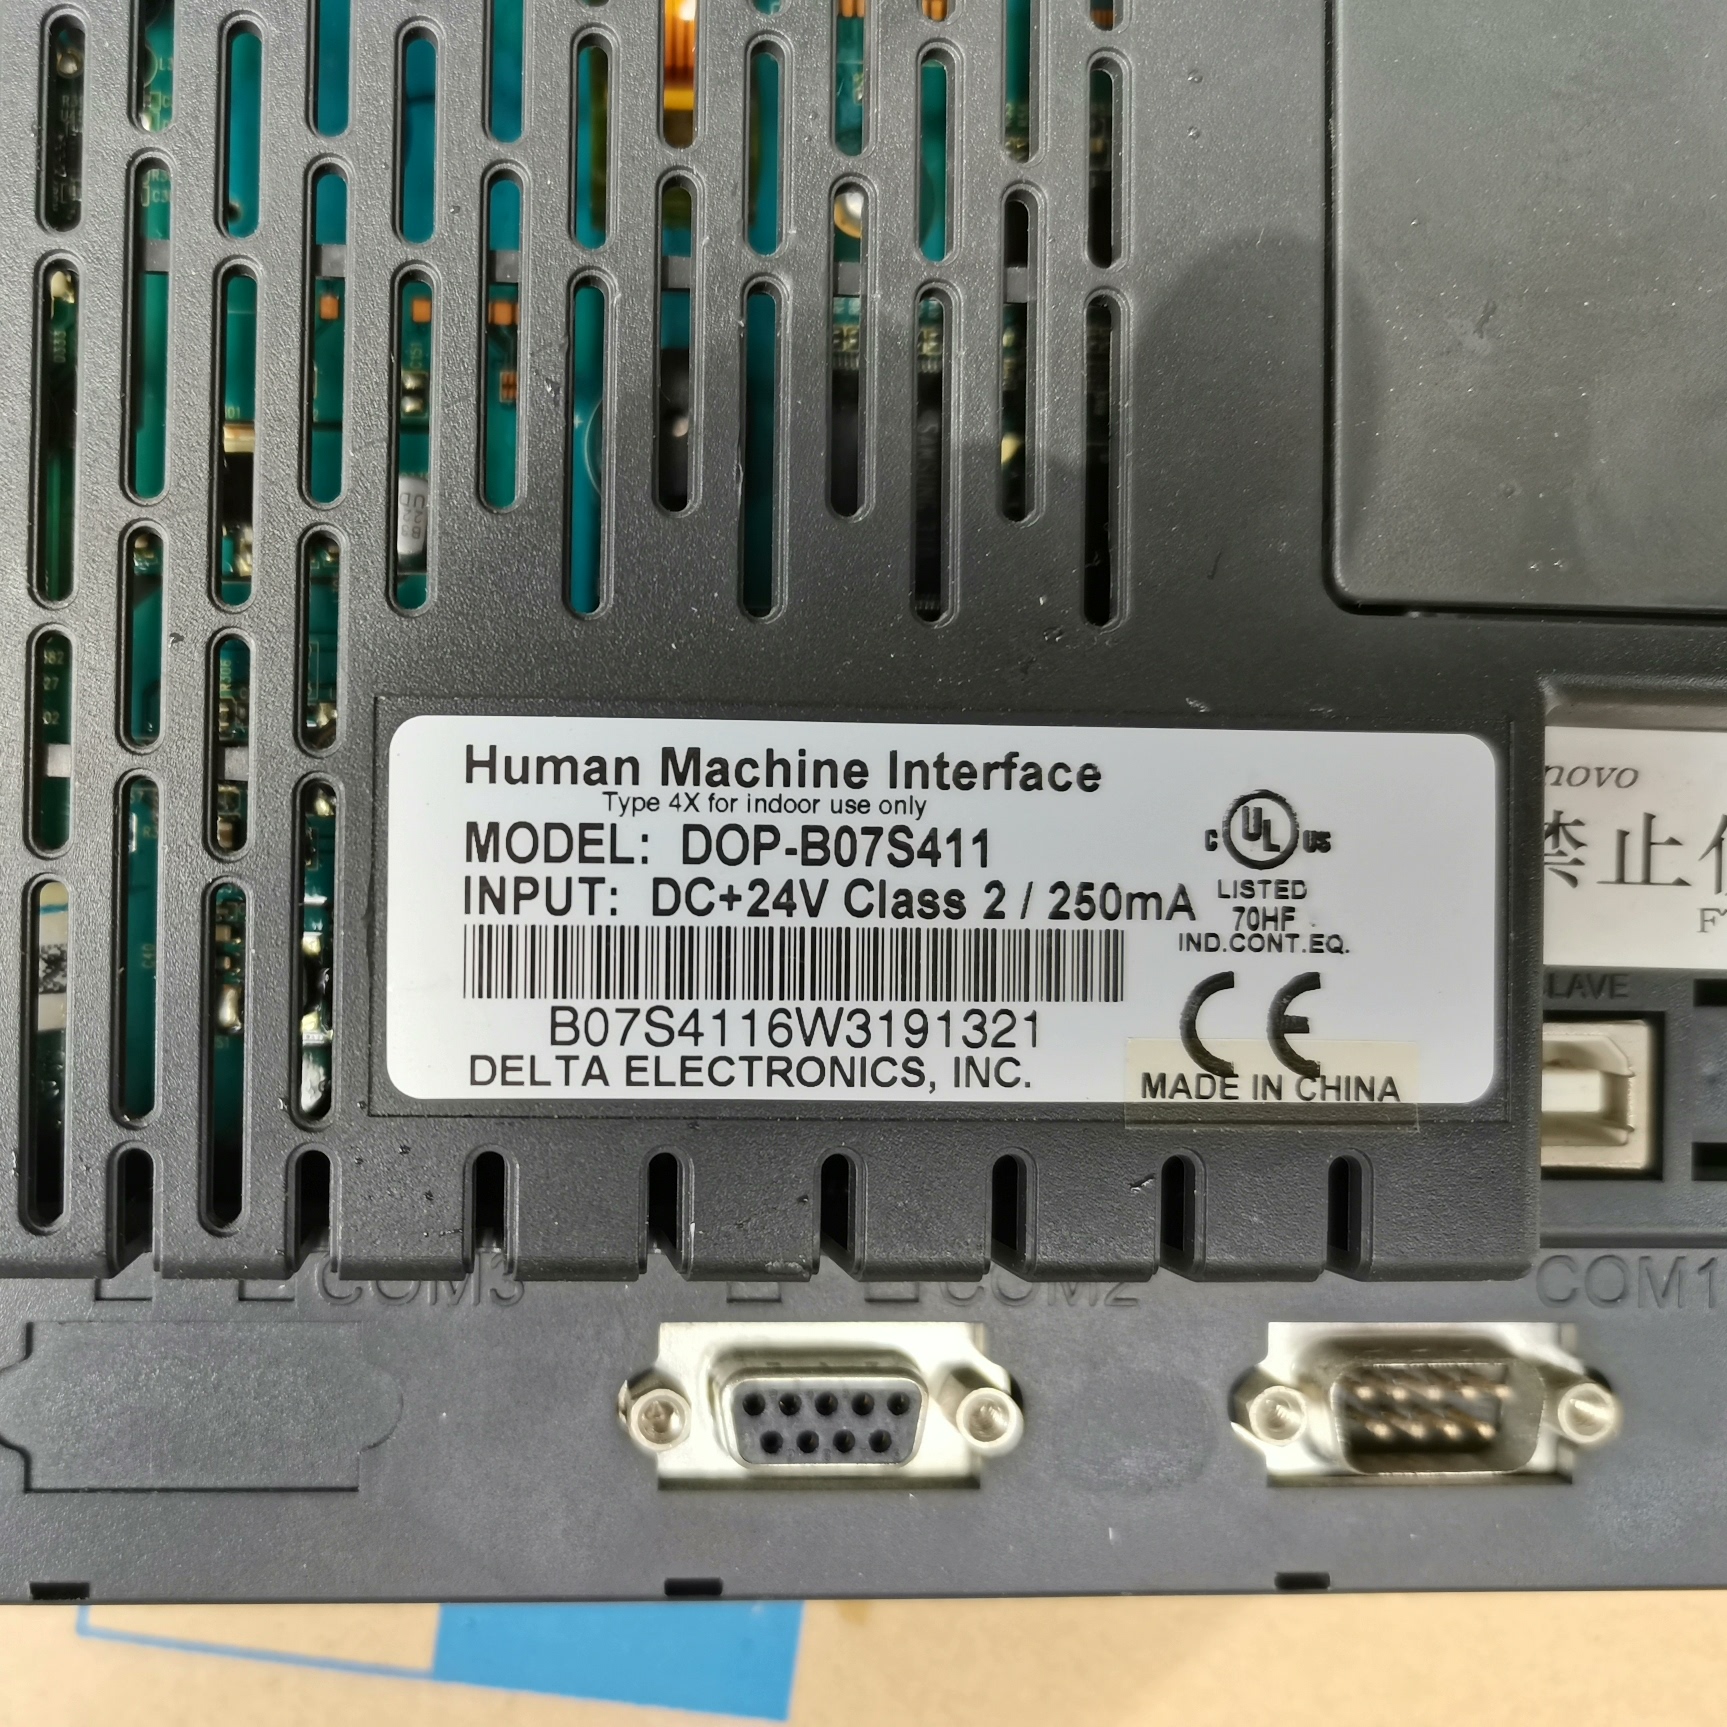 Human Machine Interface
Type 4X for indoor use only
MODEL: DOP-B07S411
INPUT: DC+24V Class 2 / 250mA
C UL US
LISTED
70HF
IND.CONT.EQ.
B07S4116W3191321
CE
DELTA ELECTRONICS, INC.
MADE IN CHINA
novo
禁止
F
LAVE
COM3
COM2
COM1
R306
C151